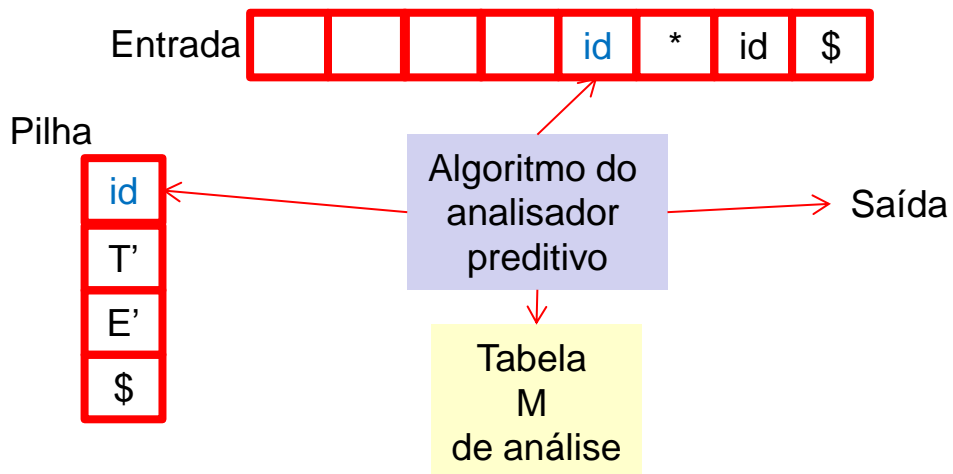 Entrada id * id $
Pilha
id
T’
E’
$
Algoritmo do
analisador
preditivo
Saída
Tabela
M
de análise